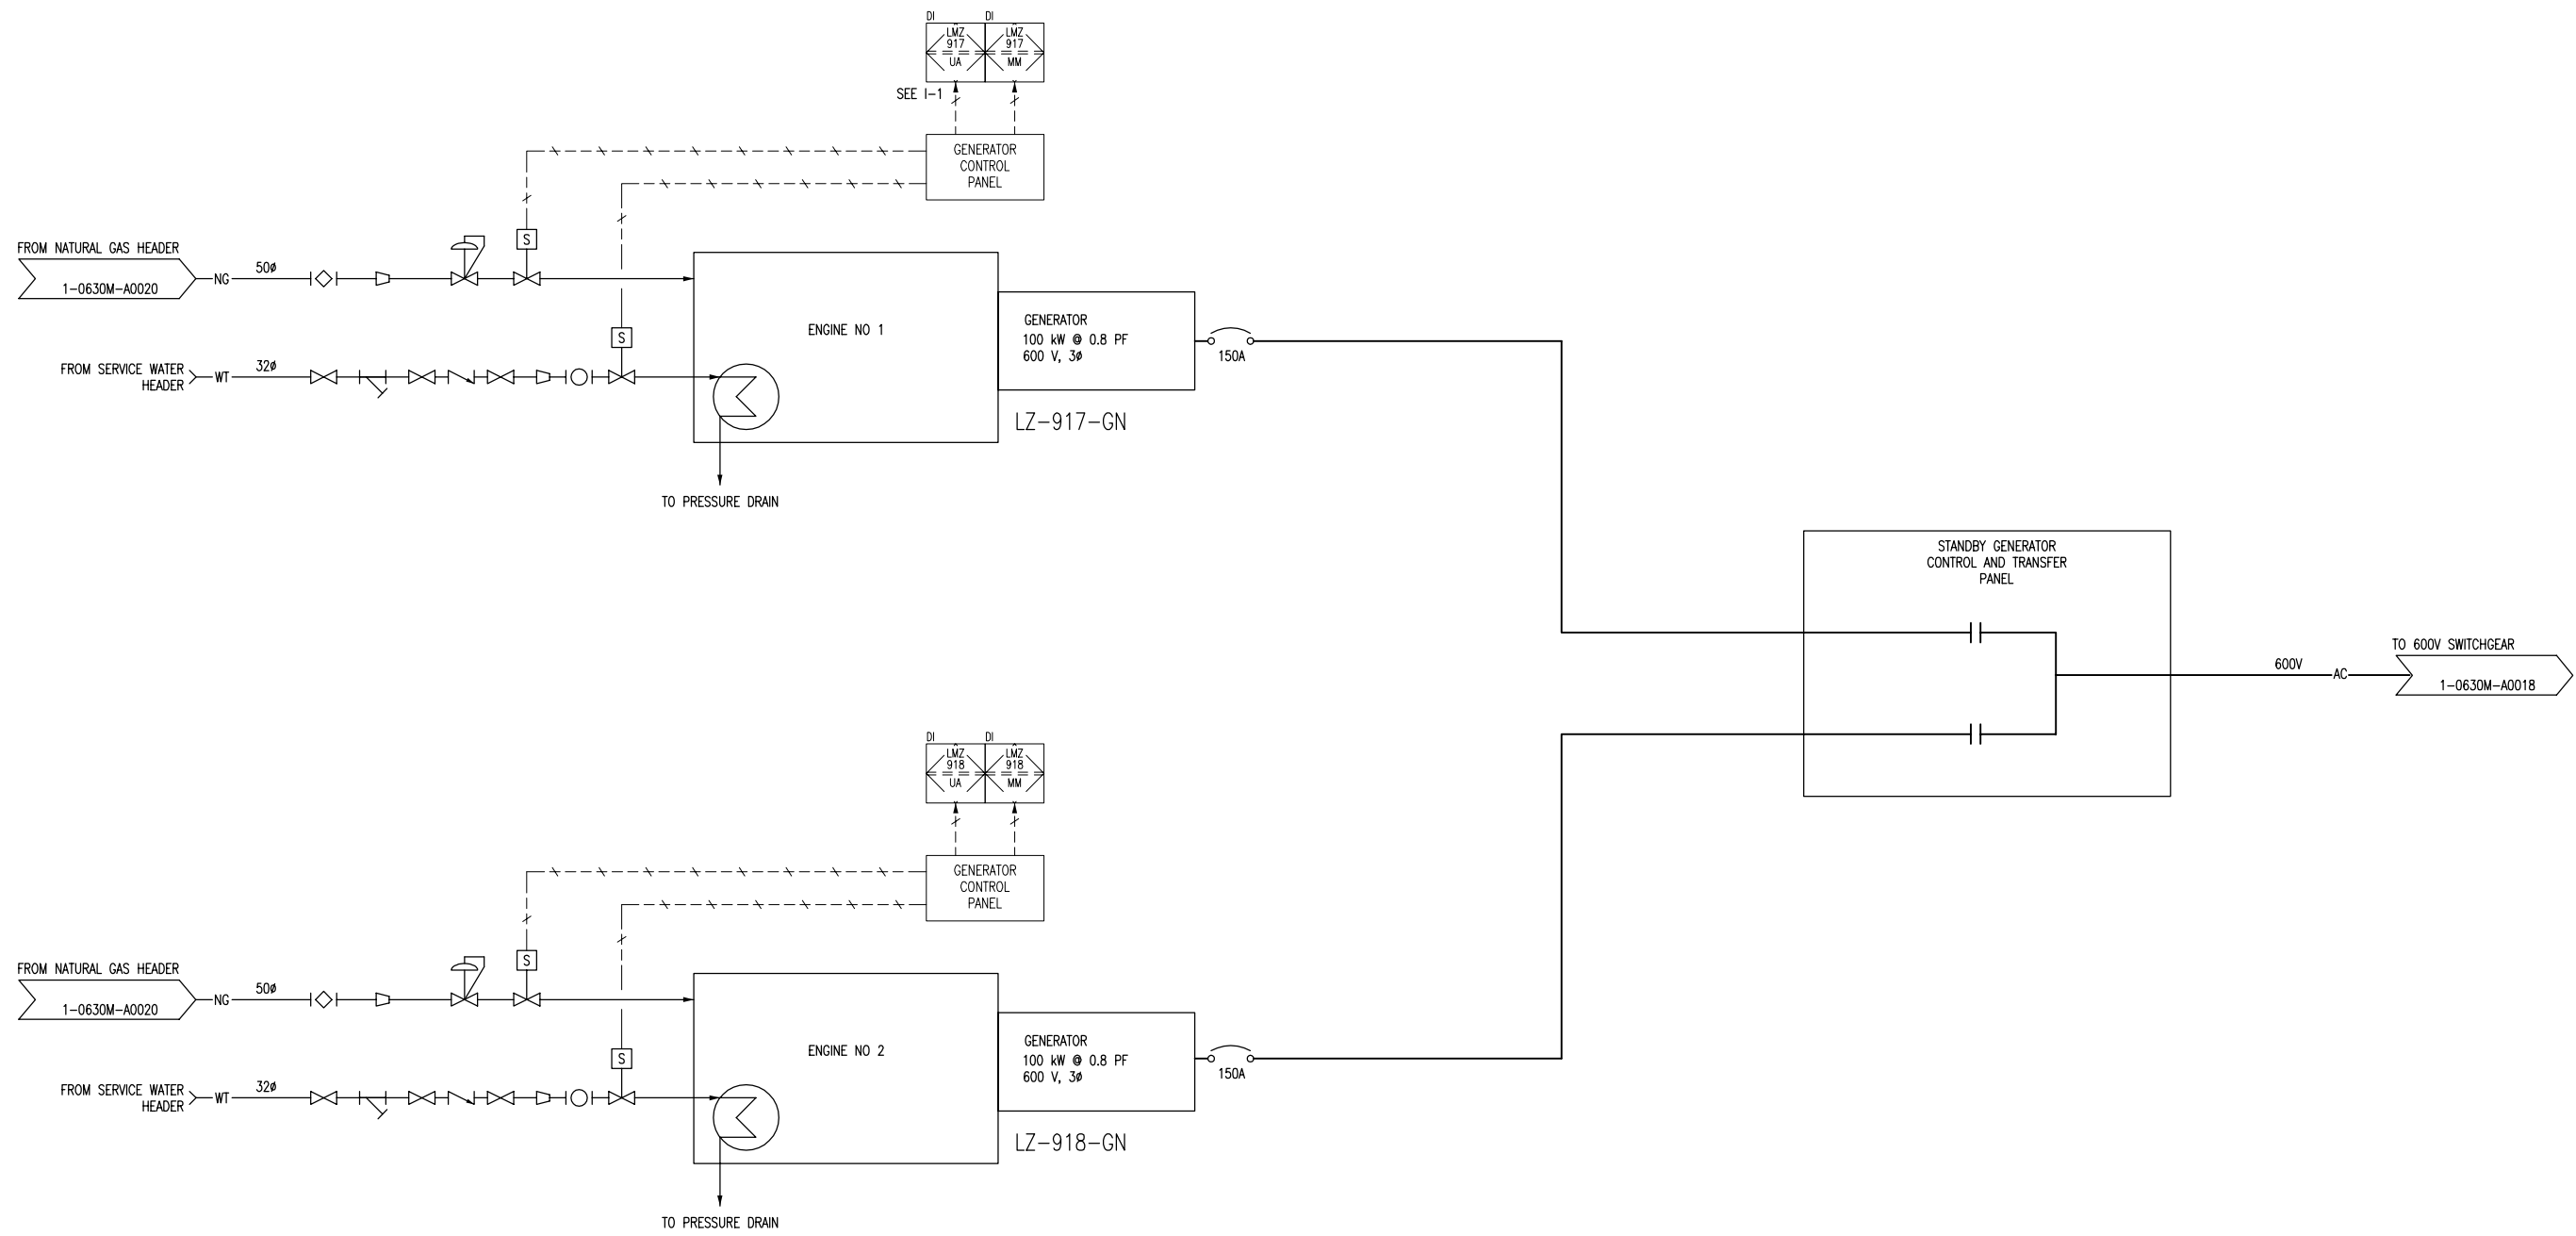 DI DI
LMZ LMZ
917 917
UA MM
SEE I-1
GENERATOR
CONTROL
PANEL
S
FROM NATURAL GAS HEADER
1-0630M-A0020
NG
50ø
S
FROM SERVICE WATER
HEADER
WT
32ø
ENGINE NO 1
GENERATOR
100 kW @ 0.8 PF
600 V, 3ø
150A
LZ-917-GN
TO PRESSURE DRAIN
STANDBY GENERATOR
CONTROL AND TRANSFER
PANEL
600V
AC
TO 600V SWITCHGEAR
1-0630M-A0018
DI DI
LMZ LMZ
918 918
UA MM
GENERATOR
CONTROL
PANEL
S
FROM NATURAL GAS HEADER
1-0630M-A0020
NG
50ø
S
FROM SERVICE WATER
HEADER
WT
32ø
ENGINE NO 2
GENERATOR
100 kW @ 0.8 PF
600 V, 3ø
150A
LZ-918-GN
TO PRESSURE DRAIN